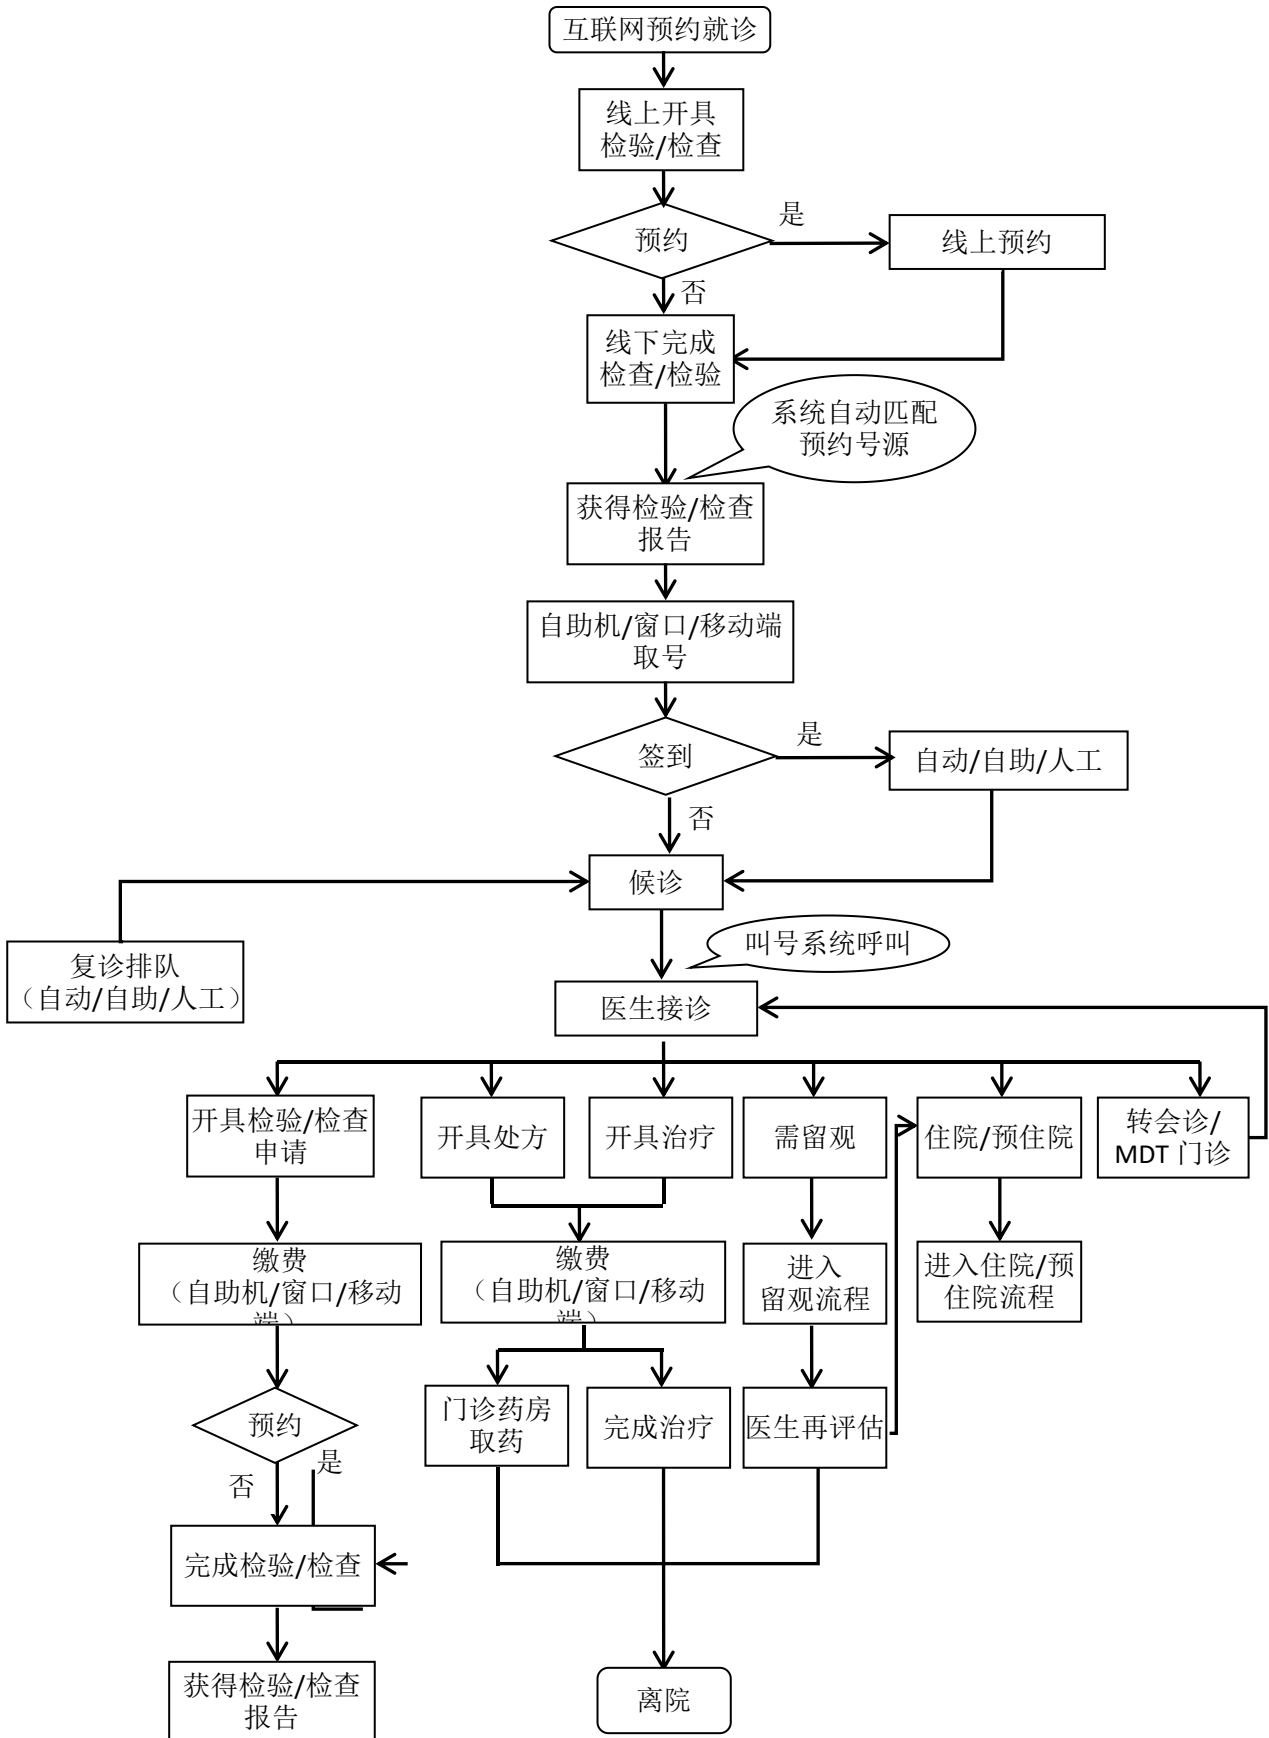 互联网预约就诊
线上开具
检验/检查
是
预约
线上预约
否
线下完成
检查/检验
系统自动匹配
预约号源
获得检验/检查
报告
自助机/窗口/移动端
取号
是
签到
自动/自助/人工
否
候诊
叫号系统呼叫
复诊排队
（自动/自助/人工）
医生接诊
开具检验/检查
申请
开具处方
开具治疗
需留观
住院/预住院
转会诊/
MDT 门诊
缴费
（自助机/窗口/移动
端）
缴费
（自助机/窗口/移动
端）
进入
留观流程
进入住院/预
住院流程
预约
门诊药房
取药
完成治疗
医生再评估
是
否
完成检验/检查
获得检验/检查
报告
离院